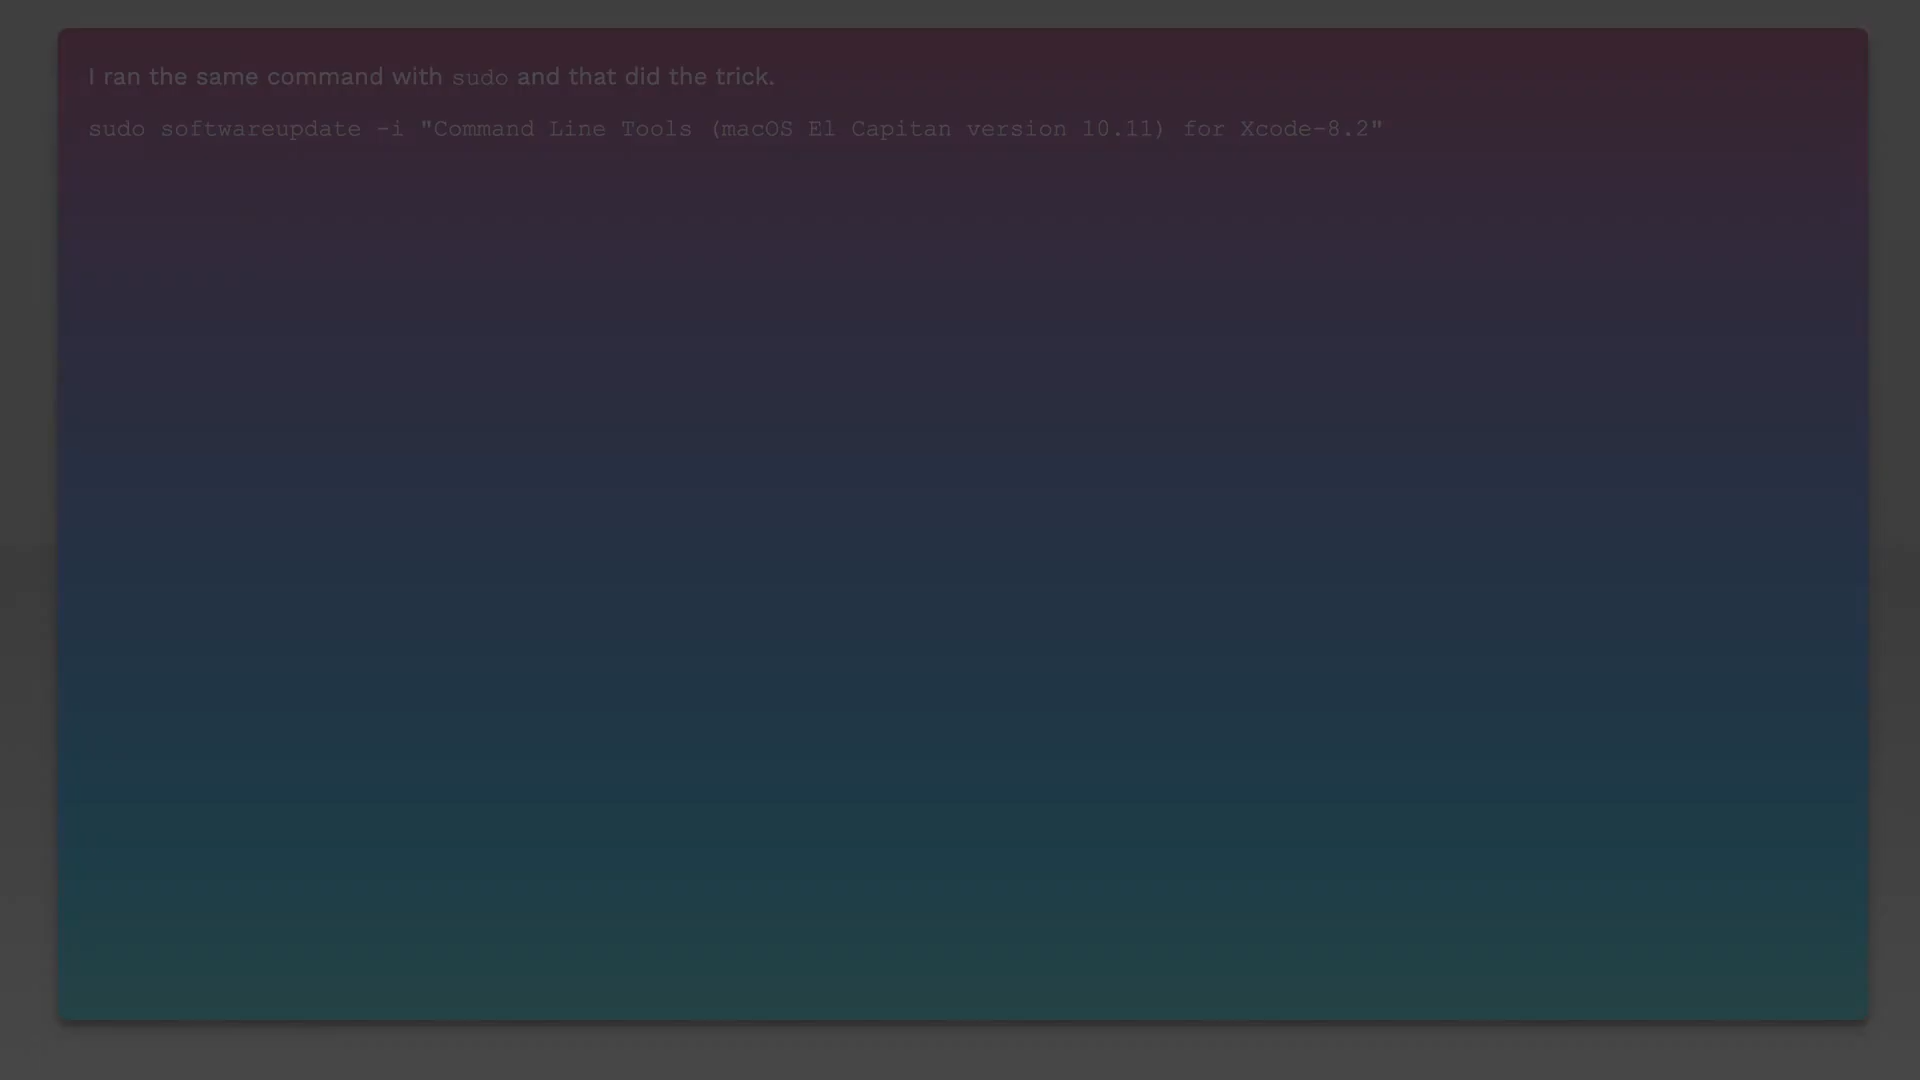 I ran the same command with sudo and that did the trick.
sudo softwareupdate -i "Command Line Tools (macOS El Capitan version 10.11) for Xcode-8.2"